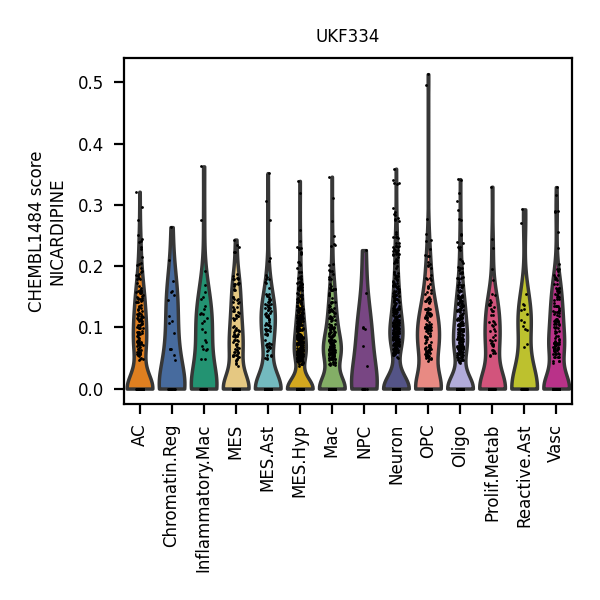 UKF334
CHEMBL1484 score
NICARDIPINE
0.5
0.4
0.3
0.2
0.1
0.0
AC
Chromatin.Reg
Inflammatory.Mac
MES
MES.Ast
MES.Hyp
Mac
NPC
Neuron
OPC
Oligo
Prolif.Metab
Reactive.Ast
Vasc